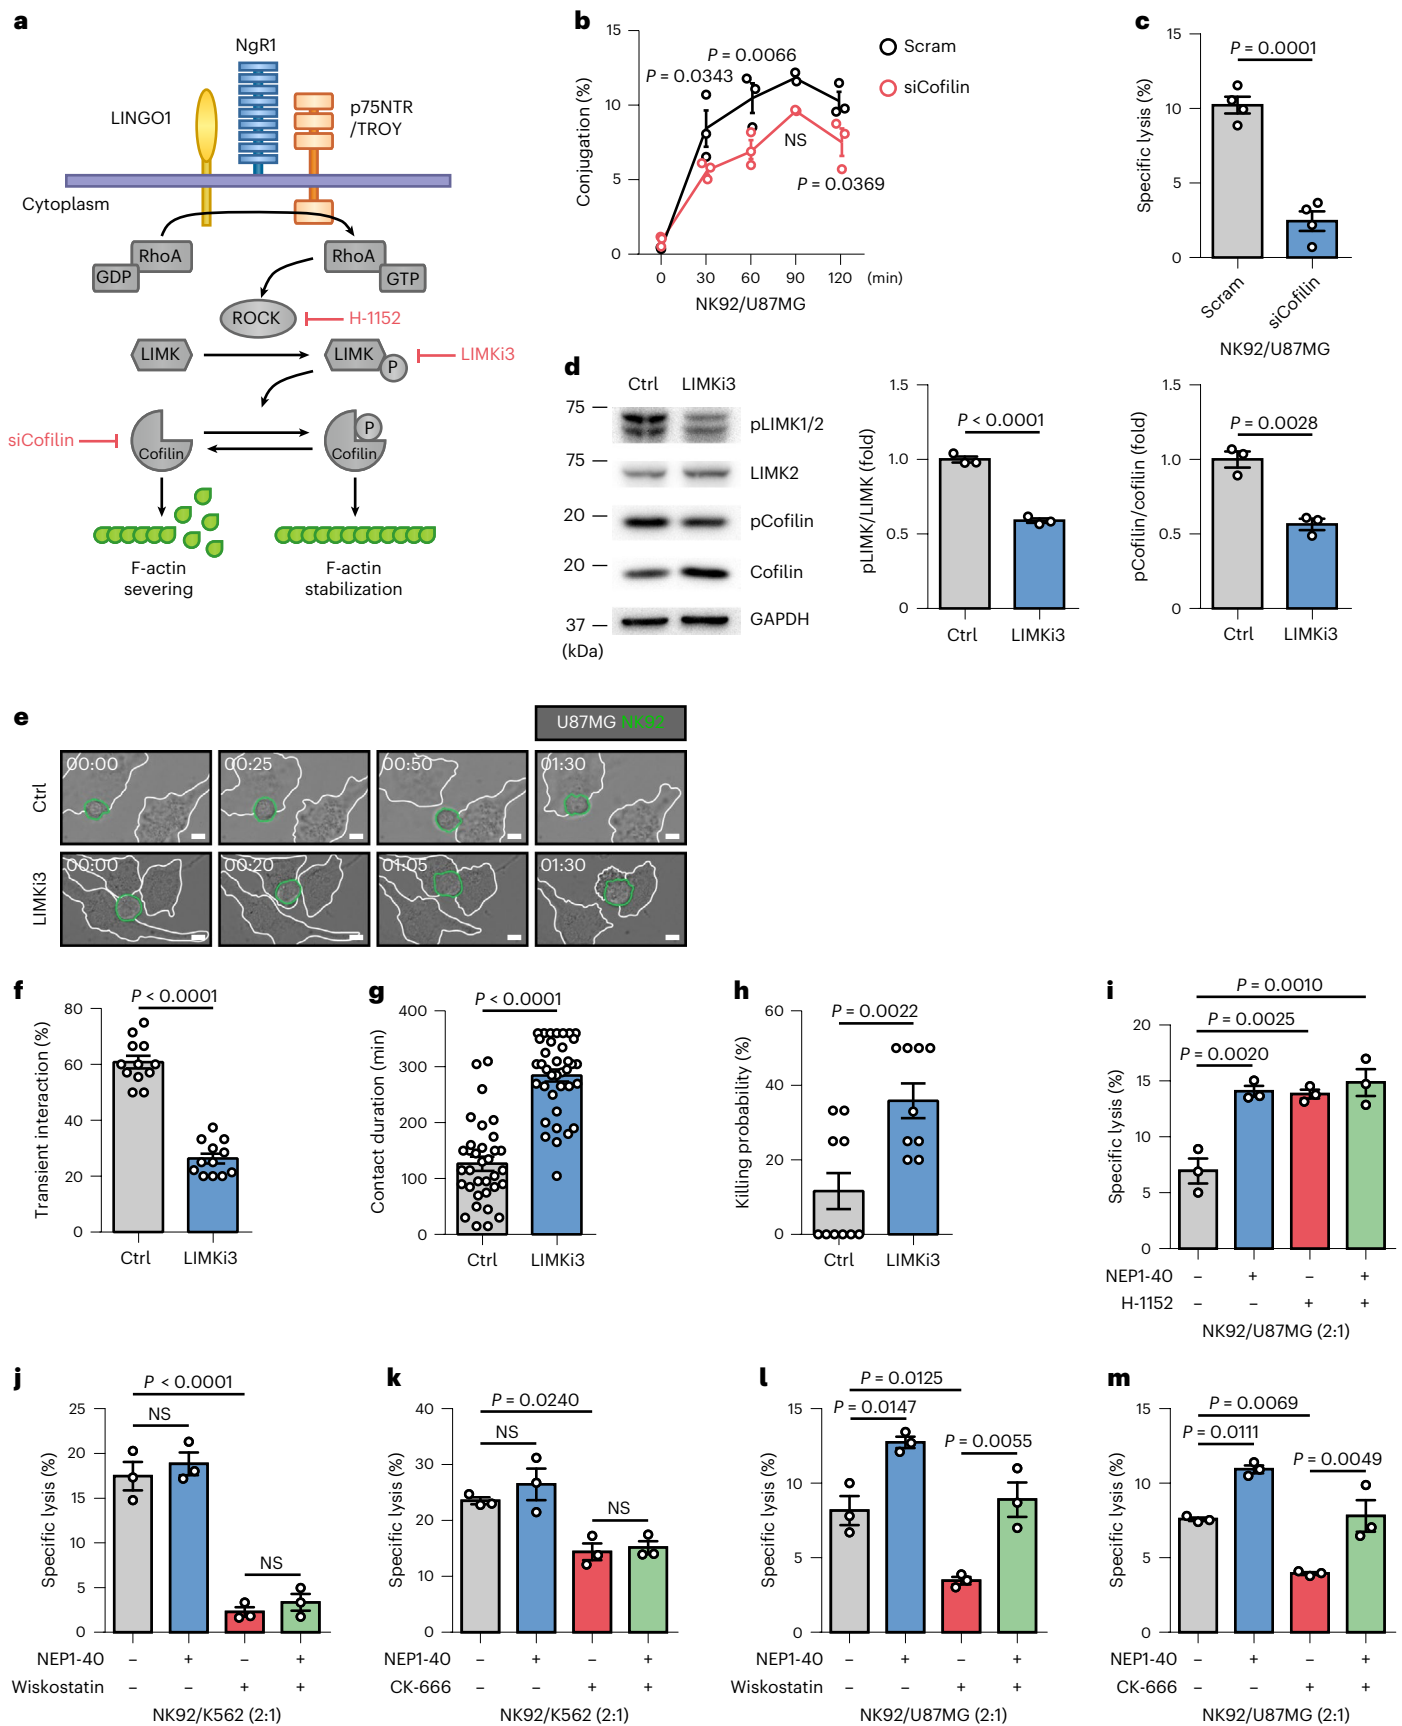 a
NgR1
LINGO1
p75NTR
/TROY
Cytoplasm
RhoA
GDP
RhoA
GTP
ROCK
H-1152
LIMK
LIMK
P
LIMKi3
siCofilin
Cofilin
P
Cofilin
F-actin
severing
F-actin
stabilization
b
Conjugation (%)
15
10
5
0
P = 0.0343
P = 0.0066
NS
P = 0.0369
0 30 60 90 120 (min)
NK92/U87MG
Scram
siCofilin
c
Specific lysis (%)
15
10
5
0
P = 0.0001
Scram
siCofilin
NK92/U87MG
d
Ctrl LIMKi3
75
pLIMK1/2
75
LIMK2
20
pCofilin
20
Cofilin
37
GAPDH
(kDa)
pLIMK/LIMK (fold)
1.5
1.0
0.5
0
P < 0.0001
Ctrl LIMKi3
pCofilin/cofilin (fold)
1.5
1.0
0.5
0
P = 0.0028
Ctrl LIMKi3
e
U87MG NK92
Ctrl
00:00
00:25
00:50
01:30
LIMKi3
00:00
00:20
01:05
01:30
f
Transient interaction (%)
80
60
40
20
0
P < 0.0001
Ctrl LIMKi3
g
Contact duration (min)
400
300
200
100
0
P < 0.0001
Ctrl LIMKi3
h
Killing probability (%)
60
40
20
0
P = 0.0022
Ctrl LIMKi3
i
Specific lysis (%)
20
15
10
5
0
P = 0.0010
P = 0.0025
P = 0.0020
NEP1-40 – + – +
H-1152 – – + +
NK92/U87MG (2:1)
j
Specific lysis (%)
25
20
15
10
5
0
P < 0.0001
NS
NS
NEP1-40 – + – +
Wiskostatin – – + +
NK92/K562 (2:1)
k
Specific lysis (%)
40
30
20
10
0
P = 0.0240
NS
NS
NEP1-40 – + – +
CK-666 – – + +
NK92/K562 (2:1)
l
Specific lysis (%)
15
10
5
0
P = 0.0125
P = 0.0147
P = 0.0055
NEP1-40 – + – +
Wiskostatin – – + +
NK92/U87MG (2:1)
m
Specific lysis (%)
15
10
5
0
P = 0.0069
P = 0.0111
P = 0.0049
NEP1-40 – + – +
CK-666 – – + +
NK92/U87MG (2:1)